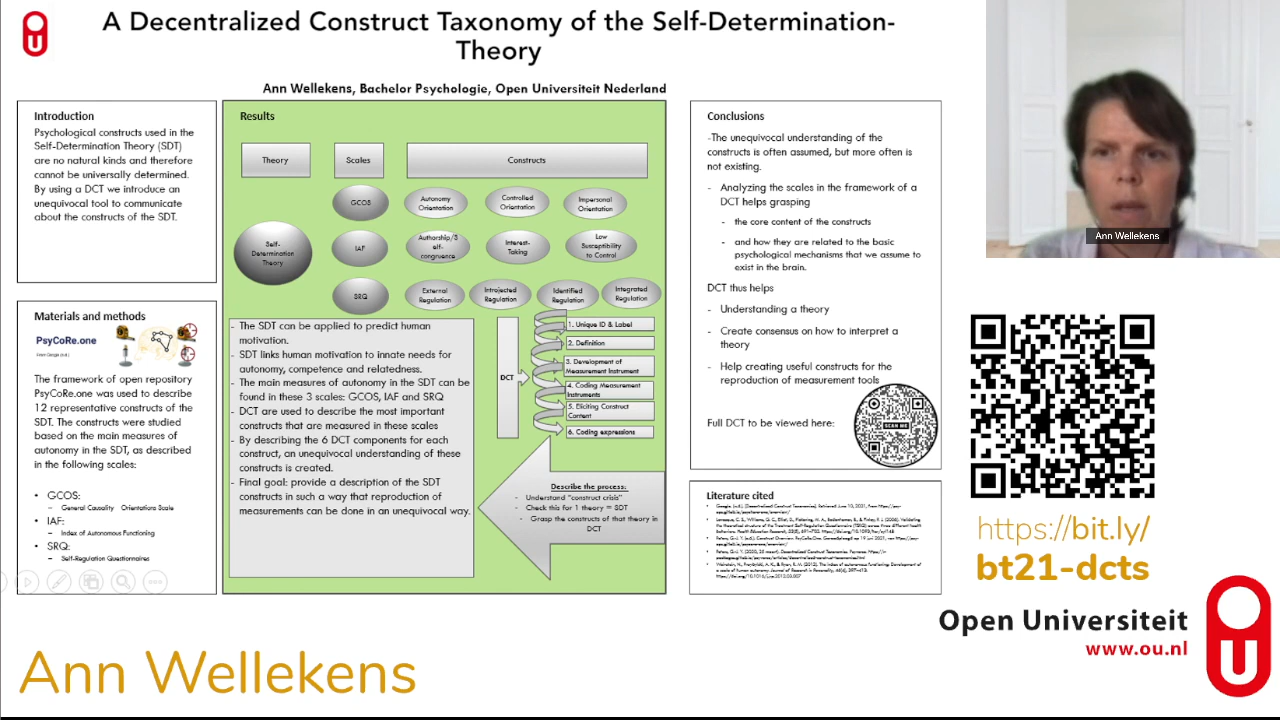 A Decentralized Construct Taxonomy of the Self-Determination-
Theory
Ann Wellekens, Bachelor Psychologie, Open Universiteit Nederland
Introduction
Psychological constructs used in the
Self-Determination Theory (SDT)
are no natural kinds and therefore
cannot be universally determined.
By using a DCT we introduce an
unequivocal tool to communicate
about the constructs of the SDT.
Materials and methods
PsyCoRe.one
The framework of open repository
PsyCoRe.one was used to describe
12 representative constructs of the
SDT. The constructs were studied
based on the main measures of
autonomy in the SDT, as described
in the following scales:
• GCOS:
– General Causality Orientations Scale
• IAF:
– Index of Autonomous Functioning
• SRQ:
– Self-Regulation Questionnaires
Results
Theory
Scales
Constructs
Self-
Determination
Theory
GCOS
Autonomy
Orientation
Controlled
Orientation
Impersonal
Orientation
IAF
Authorship/S
elf-
congruence
Interest-
Taking
Low
Susceptibility
to Control
SRQ
External
Regulation
Introjected
Regulation
Identified
Regulation
Integrated
Regulation
- The SDT can be applied to predict human
motivation.
- SDT links human motivation to innate needs for
autonomy, competence and relatedness.
- The main measures of autonomy in the SDT can be
found in these 3 scales: GCOS, IAF and SRQ
- DCT are used to describe the most important
constructs that are measured in these scales
- By describing the 6 DCT components for each
construct, an unequivocal understanding of these
constructs is created.
- Final goal: provide a description of the SDT
constructs in such a way that reproduction of
measurements can be done in an unequivocal way.
DCT
1. Unique ID & Label
2. Definition
3. Development of
Measurement Instrument
4. Coding Measurement
Instruments
5. Eliciting Construct
Content
6. Coding expressions
Describe the process:
- Understand "construct crisis"
- Check this for 1 theory = SDT
- Grasp the constructs of that theory in
DCT
Conclusions
-The unequivocal understanding of the
constructs is often assumed, but more often is
not existing.
- Analyzing the scales in the framework of a
DCT helps grasping
- the core content of the constructs
- and how they are related to the basic
psychological mechanisms that we assume to
exist in the brain.
DCT thus helps
- Understanding a theory
- Create consensus on how to interpret a
theory
- Help creating useful constructs for the
reproduction of measurement tools
Full DCT to be viewed here:
SCAN ME
Literature cited
Ann Wellekens
https://bit.ly/
bt21-dcts
Open Universiteit
www.ou.nl
Ann Wellekens